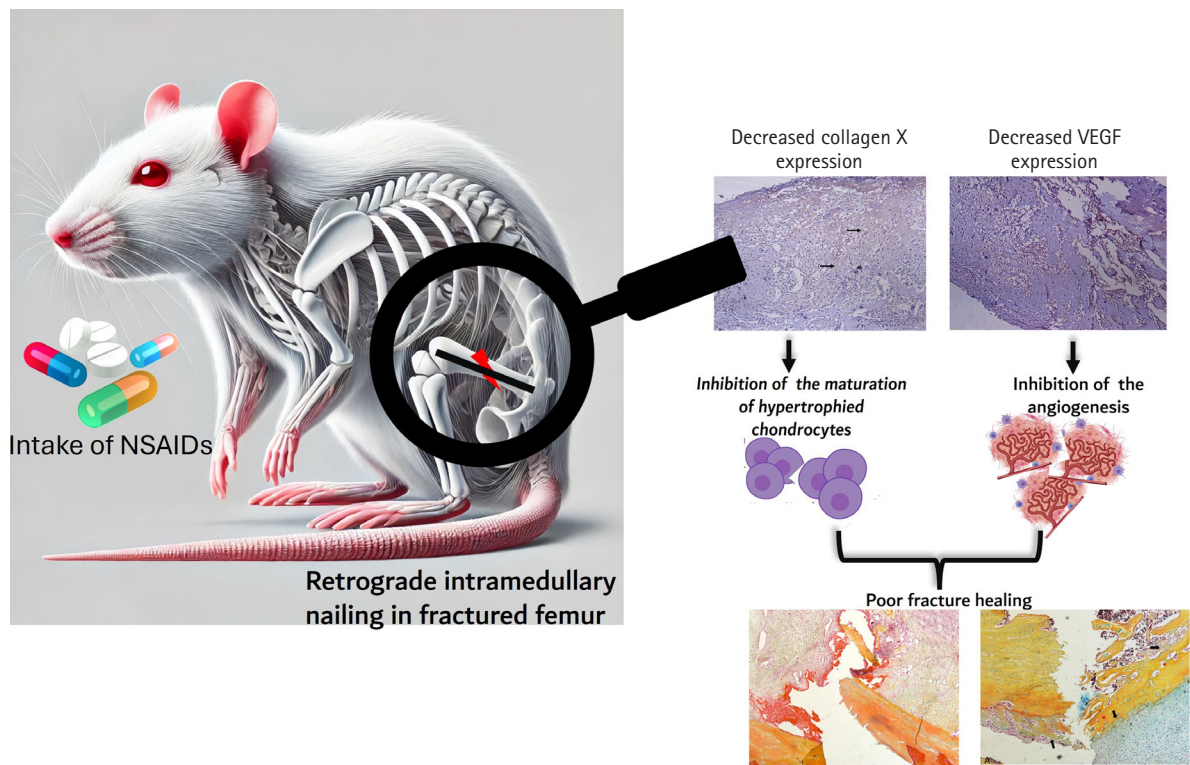 Intake of NSAIDs
Retrograde intramedullary
nailing in fractured femur
Decreased collagen X
expression
Decreased VEGF
expression
Inhibition of the maturation
of hypertrophied
chondrocytes
Inhibition of the
angiogenesis
Poor fracture healing
A